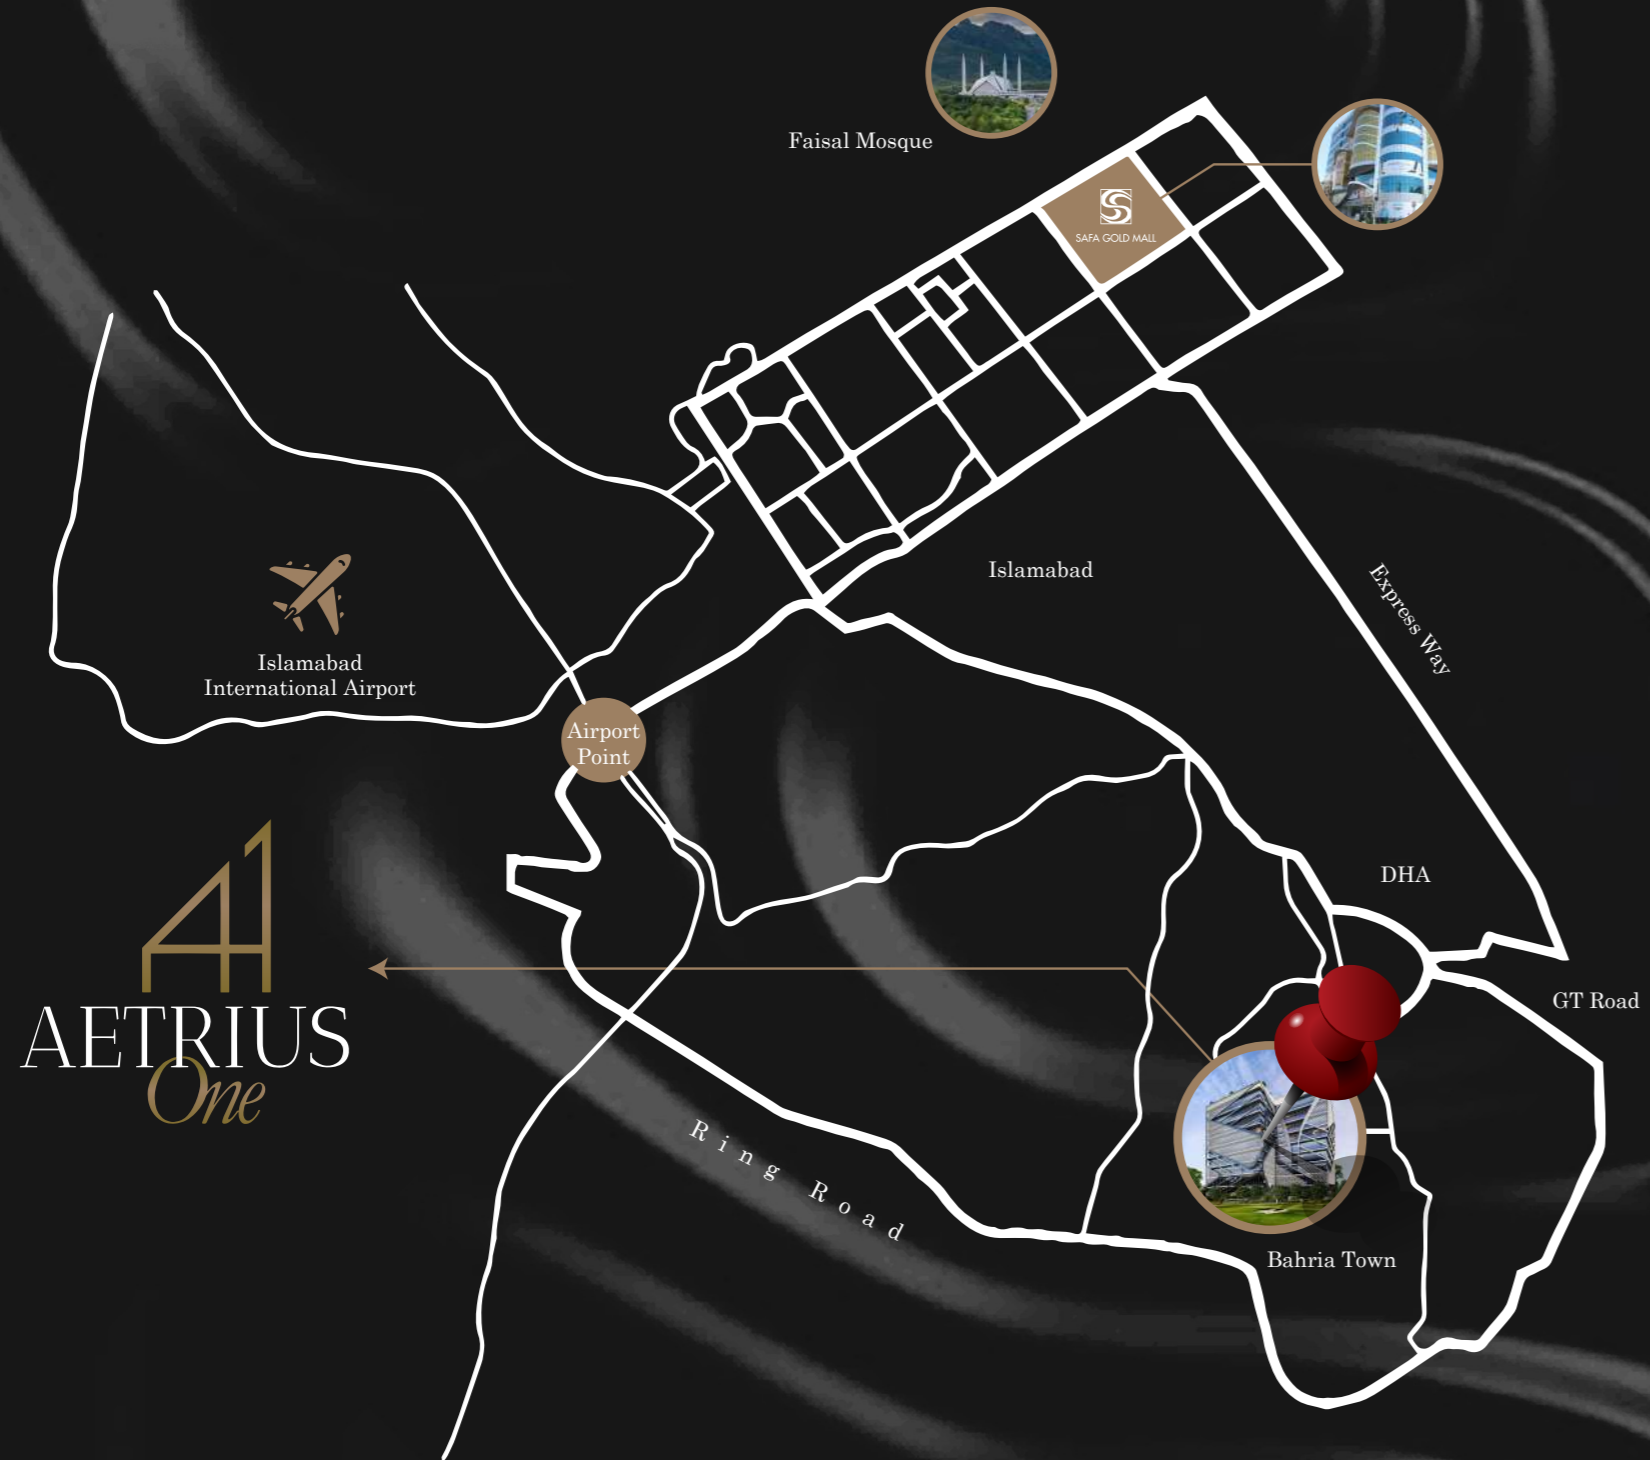 Faisal Mosque
SAFA GOLD MALL
Islamabad
Express Way
Islamabad
International Airport
Airport
Point
DHA
GT Road
AETRIUS
One
Ring Road
Bahria Town